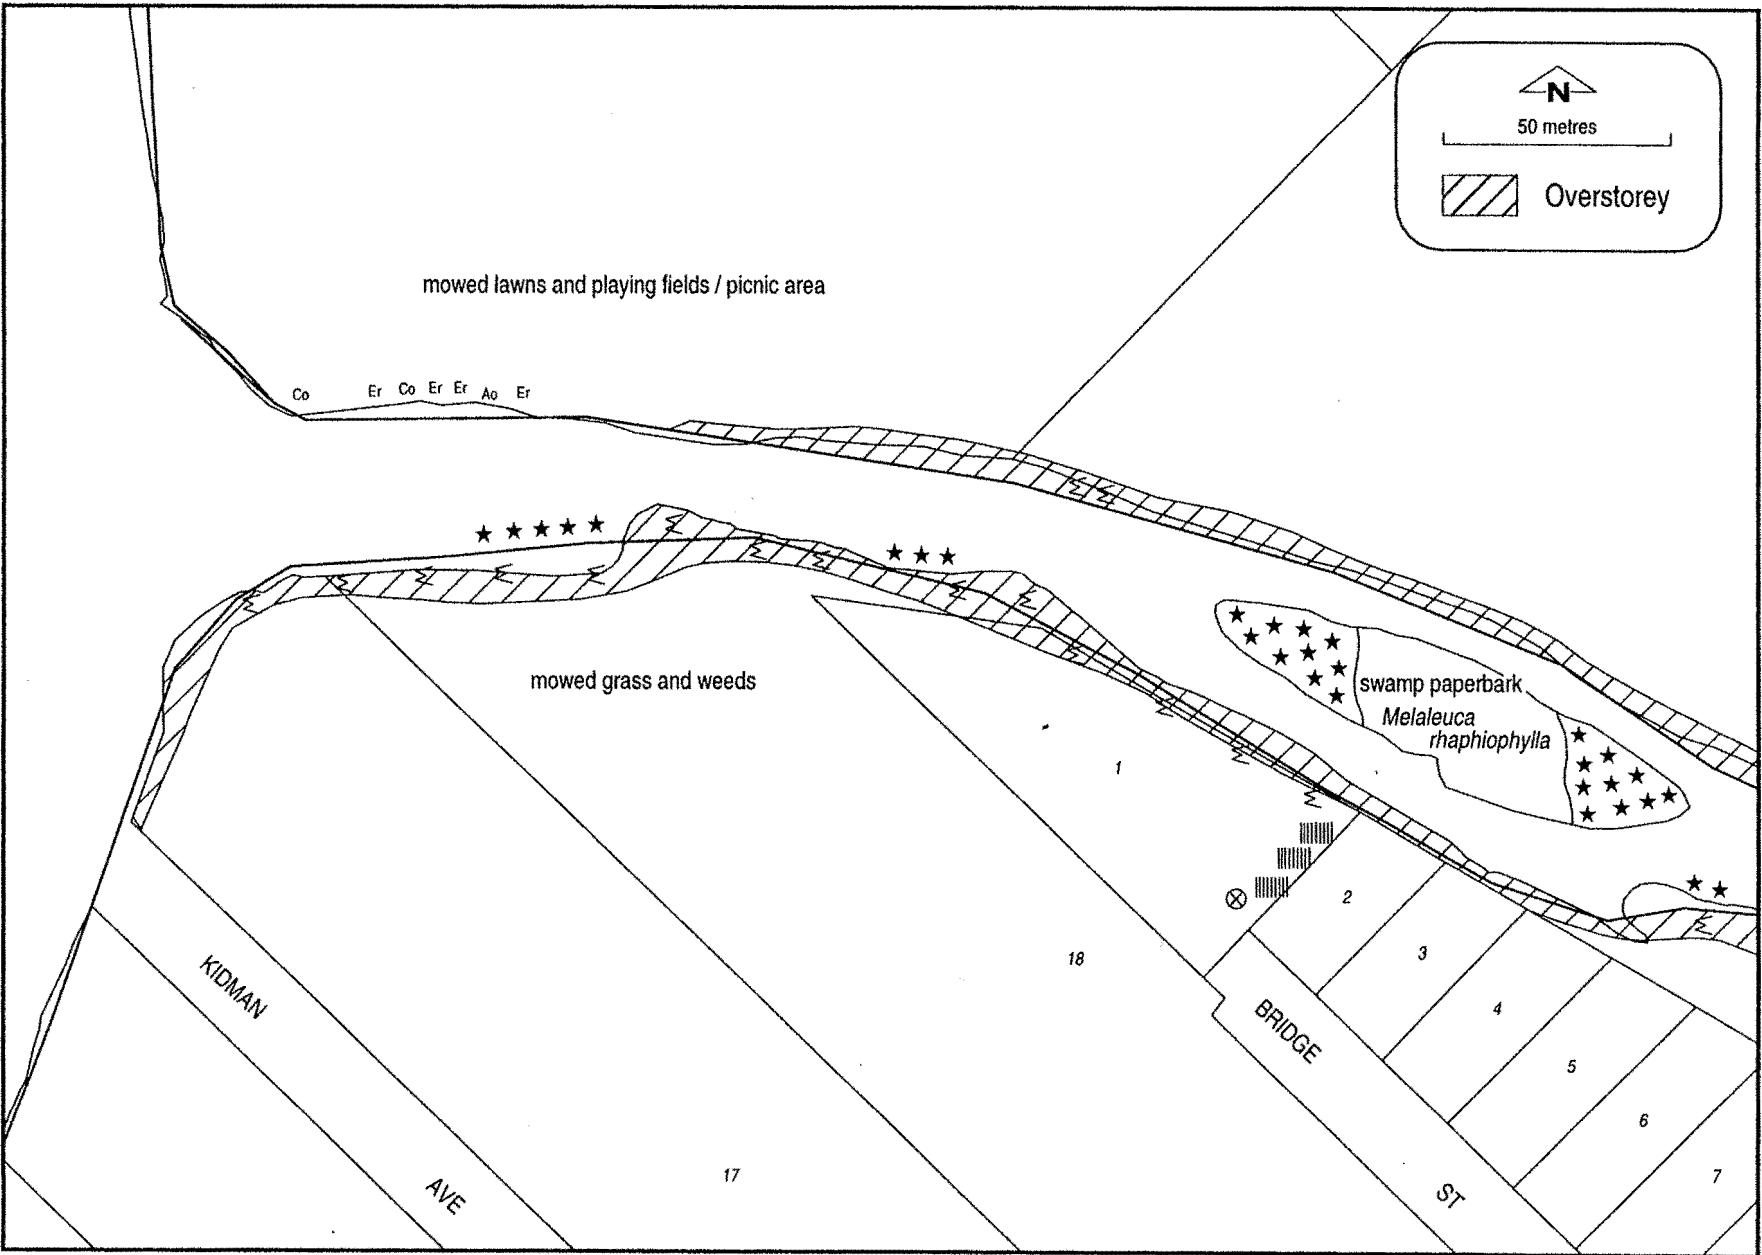 N
50 metres
Overstorey
mowed lawns and playing fields / picnic area
Co Er Co Er Er Ao Er
mowed grass and weeds
swamp paperbark
Melaleuca
rhaphiophylla
1
2
3
18
4
5
6
7
17
KIDMAN
AVE
BRIDGE
ST